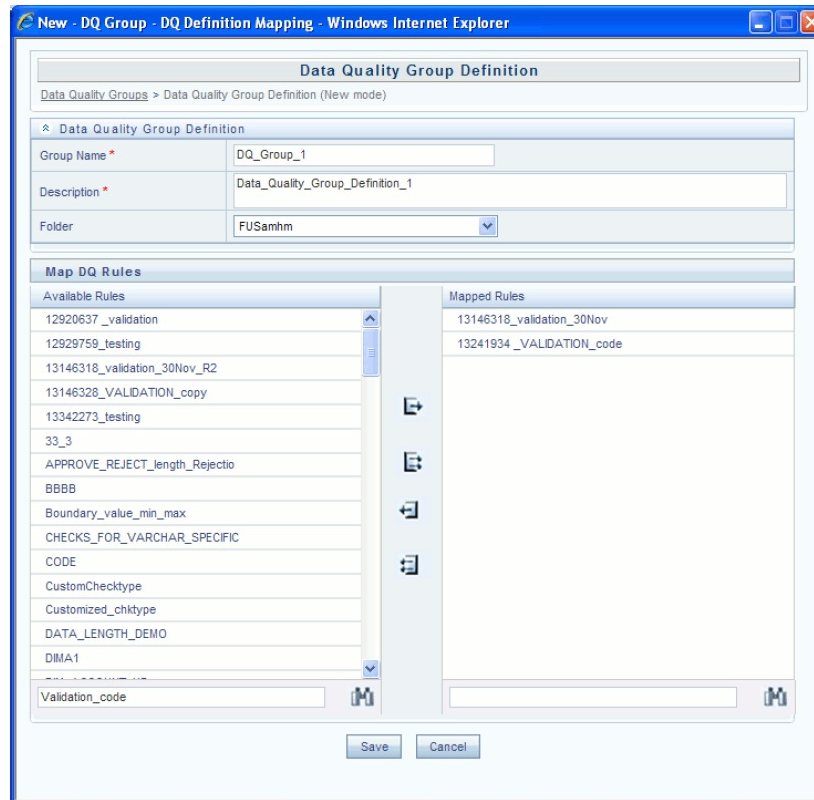 New - DQ Group - DQ Definition Mapping - Windows Internet Explorer
Data Quality Group Definition
Data Quality Groups > Data Quality Group Definition (New mode)
Data Quality Group Definition
Group Name * DQ_Group_1
Description * Data_Quality_Group_Definition_1
Folder FUSamhm
Map DQ Rules
Available Rules
12920637 _validation
12929759_testing
13146318_validation_30Nov_R2
13146328_VALIDATION_copy
13342273_testing
33_3
APPROVE_REJECT_length_Rejectio
BBBB
Boundary_value_min_max
CHECKS_FOR_VARCHAR_SPECIFIC
CODE
CustomChecktype
Customized_chktype
DATA_LENGTH_DEMO
DIMA1
Validation_code
Mapped Rules
13146318_validation_30Nov
13241934 _VALIDATION_code
Save Cancel